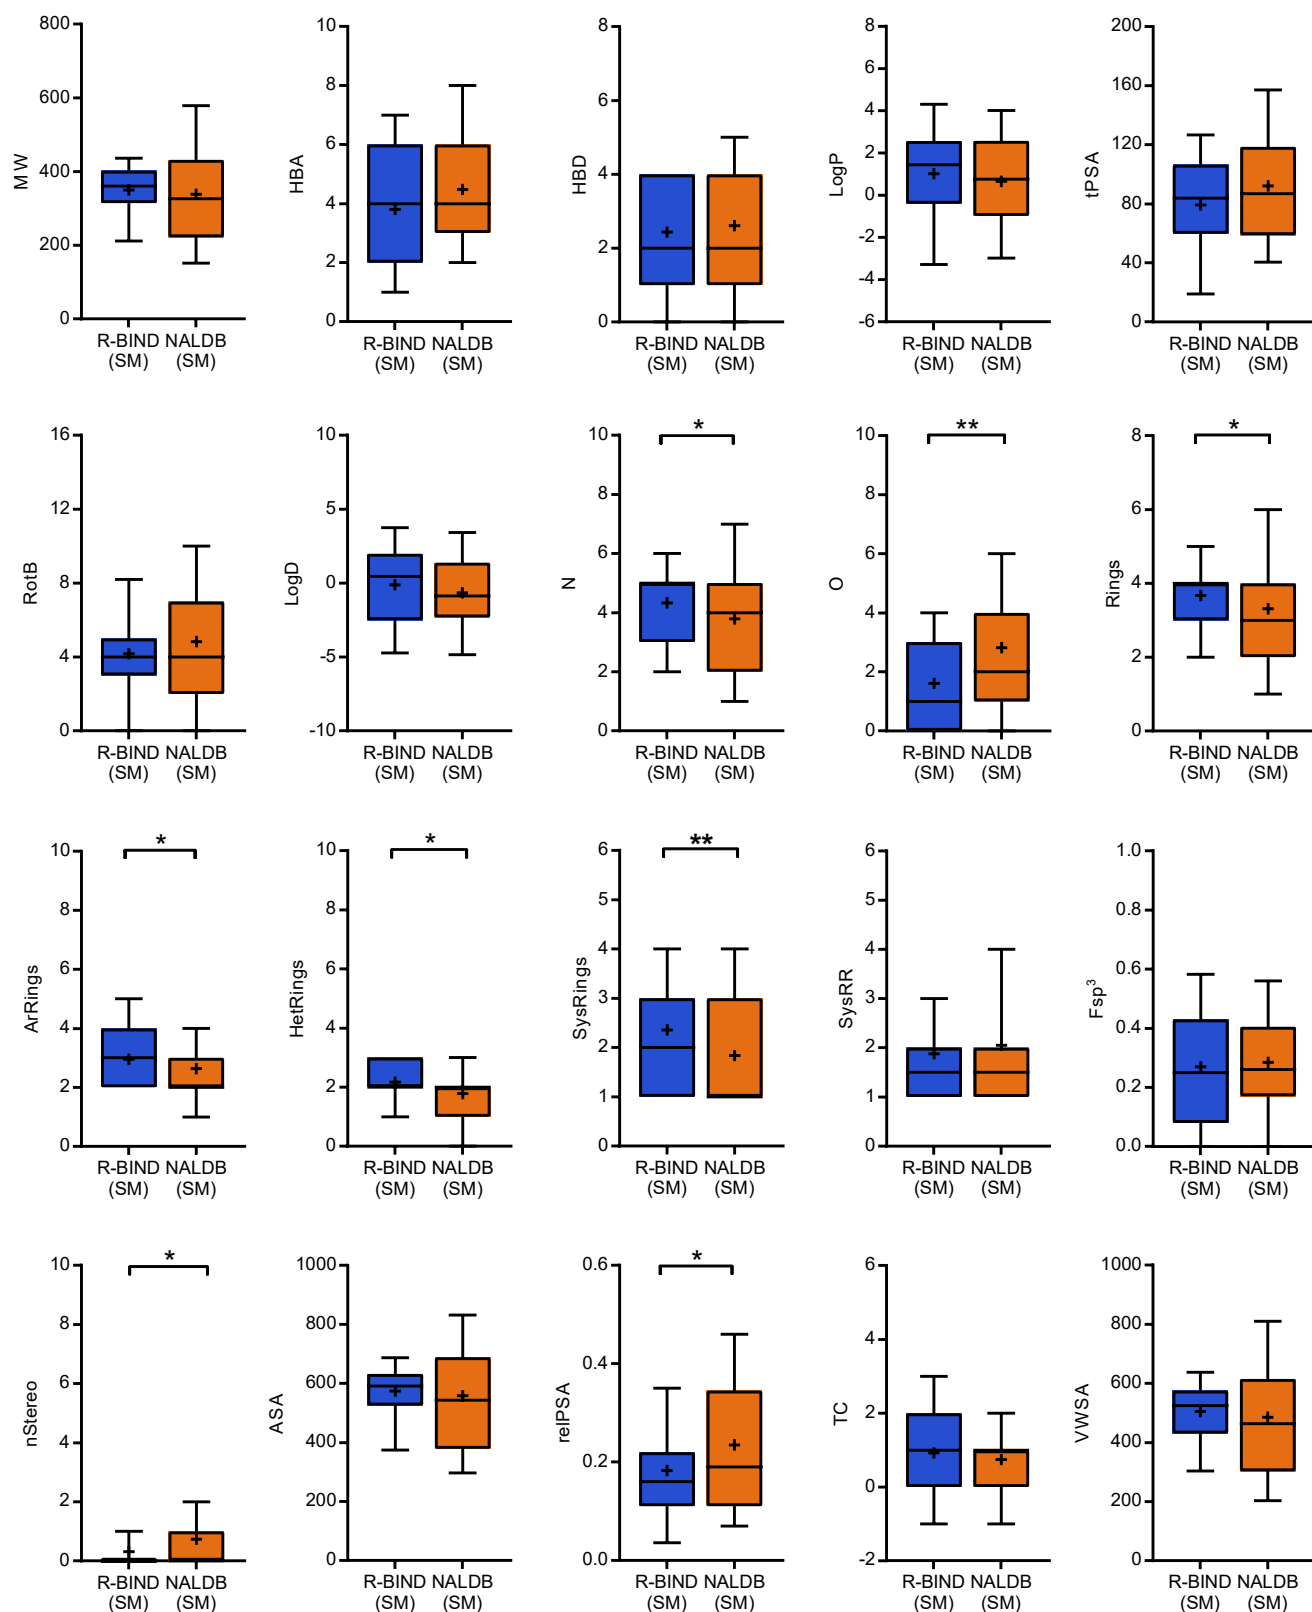 MW
800
600
400
200
0
R-BIND NALDB
(SM) (SM)
HBA
10
8
6
4
2
0
R-BIND NALDB
(SM) (SM)
HBD
8
6
4
2
0
R-BIND NALDB
(SM) (SM)
LogP
8
6
4
2
0
-2
-4
-6
R-BIND NALDB
(SM) (SM)
tPSA
200
160
120
80
40
0
R-BIND NALDB
(SM) (SM)
RotB
16
12
8
4
0
R-BIND NALDB
(SM) (SM)
LogD
10
5
0
-5
-10
R-BIND NALDB
(SM) (SM)
N
*
10
8
6
4
2
0
R-BIND NALDB
(SM) (SM)
O
**
10
8
6
4
2
0
R-BIND NALDB
(SM) (SM)
Rings
*
8
6
4
2
0
R-BIND NALDB
(SM) (SM)
ArRings
*
10
8
6
4
2
0
R-BIND NALDB
(SM) (SM)
HetRings
*
10
8
6
4
2
0
R-BIND NALDB
(SM) (SM)
SysRings
**
6
5
4
3
2
1
0
R-BIND NALDB
(SM) (SM)
SysRR
6
5
4
3
2
1
0
R-BIND NALDB
(SM) (SM)
Fsp³
1.0
0.8
0.6
0.4
0.2
0.0
R-BIND NALDB
(SM) (SM)
nStereo
*
10
8
6
4
2
0
R-BIND NALDB
(SM) (SM)
ASA
1000
800
600
400
200
0
R-BIND NALDB
(SM) (SM)
relPSA
*
0.6
0.4
0.2
0.0
R-BIND NALDB
(SM) (SM)
TC
6
4
2
0
-2
R-BIND NALDB
(SM) (SM)
VWSA
1000
800
600
400
200
0
R-BIND NALDB
(SM) (SM)